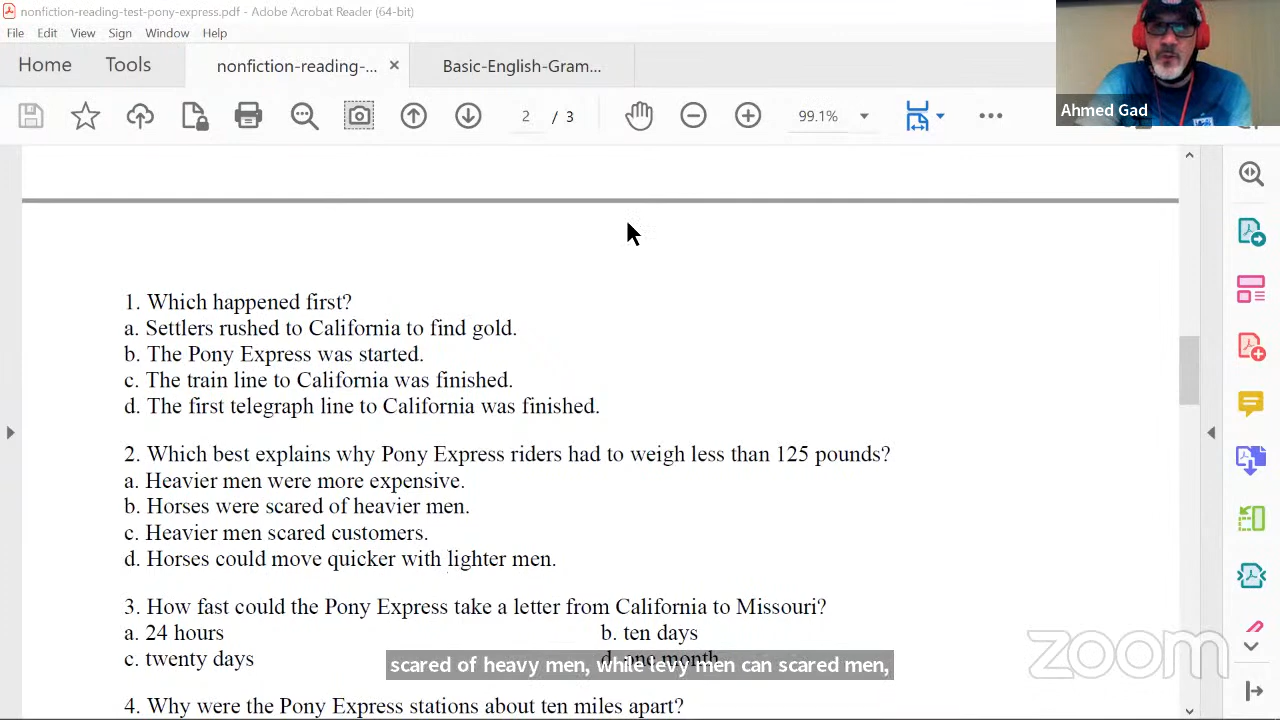 nonfiction-reading-test-pony-express.pdf - Adobe Acrobat Reader (64-bit)
File Edit View Sign Window Help
Home Tools nonfiction-reading-... × Basic-English-Gram...
2 / 3 99.1%
Ahmed Gad
1. Which happened first?
a. Settlers rushed to California to find gold.
b. The Pony Express was started.
c. The train line to California was finished.
d. The first telegraph line to California was finished.
2. Which best explains why Pony Express riders had to weigh less than 125 pounds?
a. Heavier men were more expensive.
b. Horses were scared of heavier men.
c. Heavier men scared customers.
d. Horses could move quicker with lighter men.
3. How fast could the Pony Express take a letter from California to Missouri?
a. 24 hours b. ten days
c. twenty days d. one month
scared of heavy men, while levy men can scared men,
zoom
4. Why were the Pony Express stations about ten miles apart?